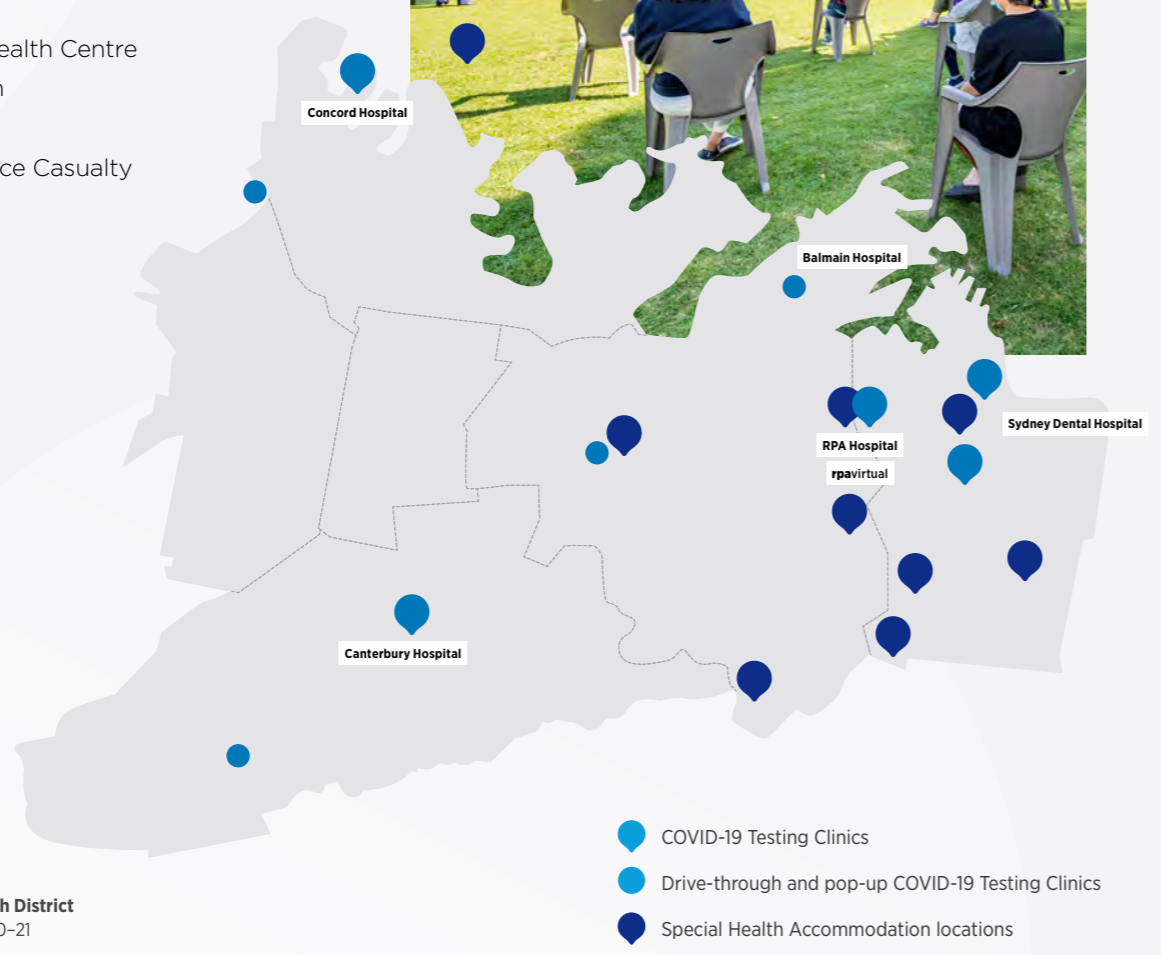 ealth Centre
n
ce Casualty
Concord Hospital
Balmain Hospital
Sydney Dental Hospital
RPA Hospital
rpavirtual
Canterbury Hospital
COVID-19 Testing Clinics
Drive-through and pop-up COVID-19 Testing Clinics
Special Health Accommodation locations
h District
0–21